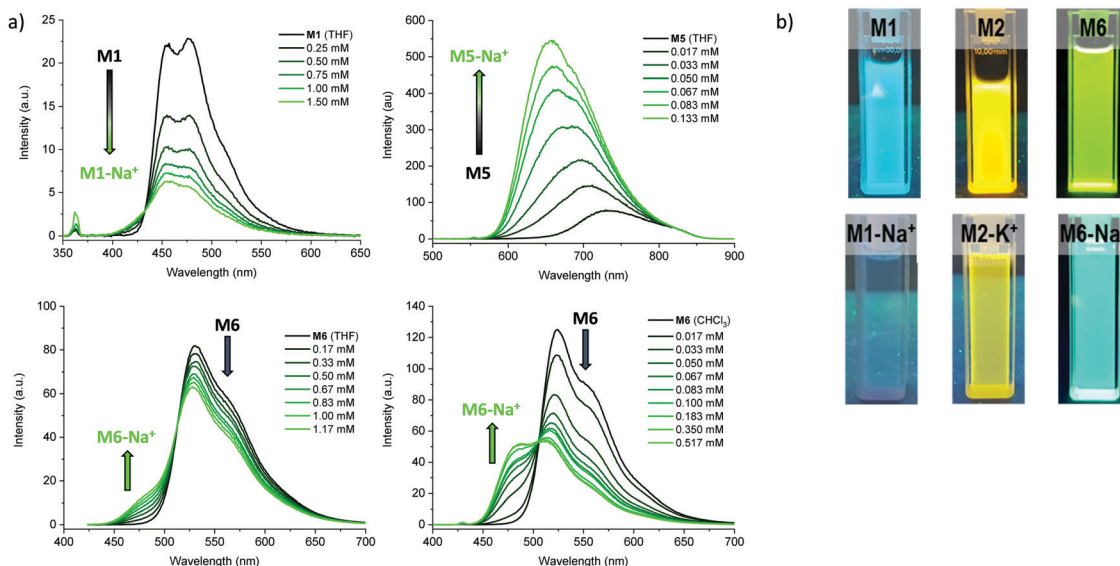 a)
M1 (THF)
0.25 mM
0.50 mM
0.75 mM
1.00 mM
1.50 mM
M1
M1-Na⁺
Intensity (a.u.)
25
20
15
10
5
0
350 400 450 500 550 600 650
Wavelength (nm)
M5 (THF)
0.017 mM
0.033 mM
0.050 mM
0.067 mM
0.083 mM
0.133 mM
M5-Na⁺
M5
Intensity (au)
600
500
400
300
200
100
0
500 600 700 800 900
Wavelength (nm)
M6 (THF)
0.17 mM
0.33 mM
0.50 mM
0.67 mM
0.83 mM
1.00 mM
1.17 mM
M6
M6-Na⁺
Intensity (a.u.)
100
80
60
40
20
0
400 450 500 550 600 650 700
Wavelength (nm)
M6 (CHCl₃)
0.017 mM
0.033 mM
0.050 mM
0.067 mM
0.083 mM
0.100 mM
0.183 mM
0.350 mM
0.517 mM
M6
M6-Na⁺
Intensity (a.u.)
140
120
100
80
60
40
20
0
400 450 500 550 600 650 700
Wavelength (nm)
b)
M1
M2
10,00mm
M6
M1-Na⁺
M2-K⁺
10,00mm
M6-Na